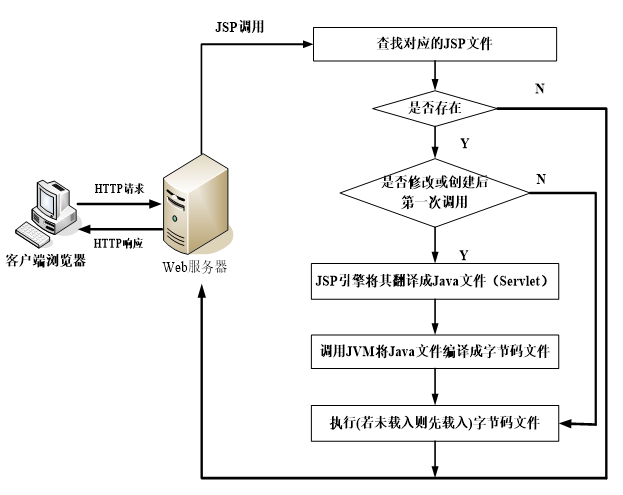 JSP调用
查找对应的JSP文件
N
是否存在
Y
HTTP请求
是否修改或创建后
第一次调用
N
HTTP响应
客户端浏览器
Web服务器
Y
JSP引擎将其翻译成Java文件（Servlet）
调用JVM将Java文件编译成字节码文件
执行(若未载入则先载入)字节码文件